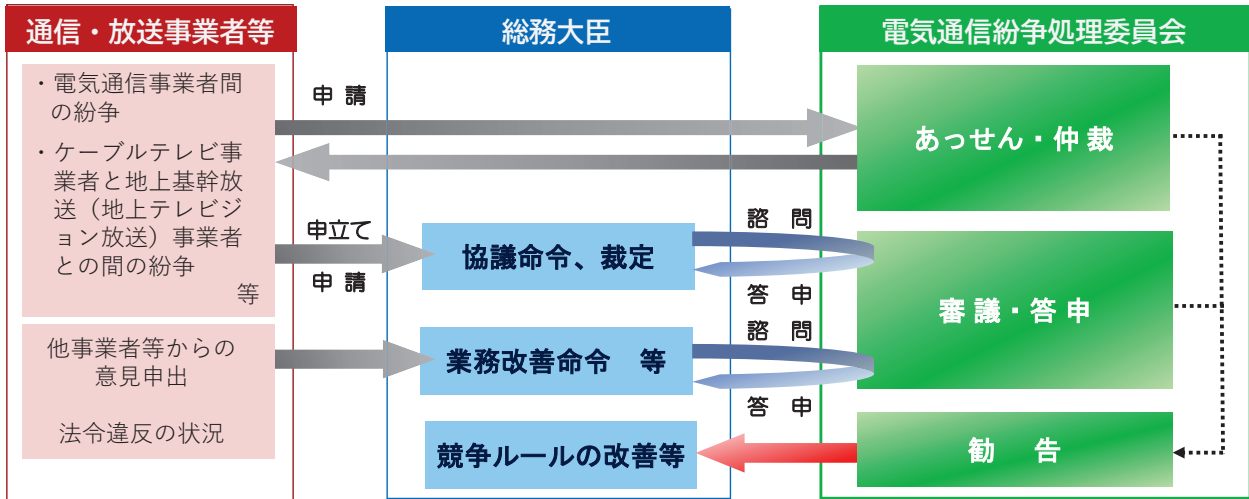 通信・放送事業者等
・電気通信事業者間
の紛争
・ケーブルテレビ事
業者と地上基幹放
送（地上テレビジ
ョン放送）事業者
との間の紛争
等
他事業者等からの
意見申出
法令違反の状況
申請
申立て
申請
総務大臣
協議命令、裁定
業務改善命令　等
競争ルールの改善等
諮問
答申
諮問
答申
電気通信紛争処理委員会
あっせん・仲裁
審議・答申
勧告